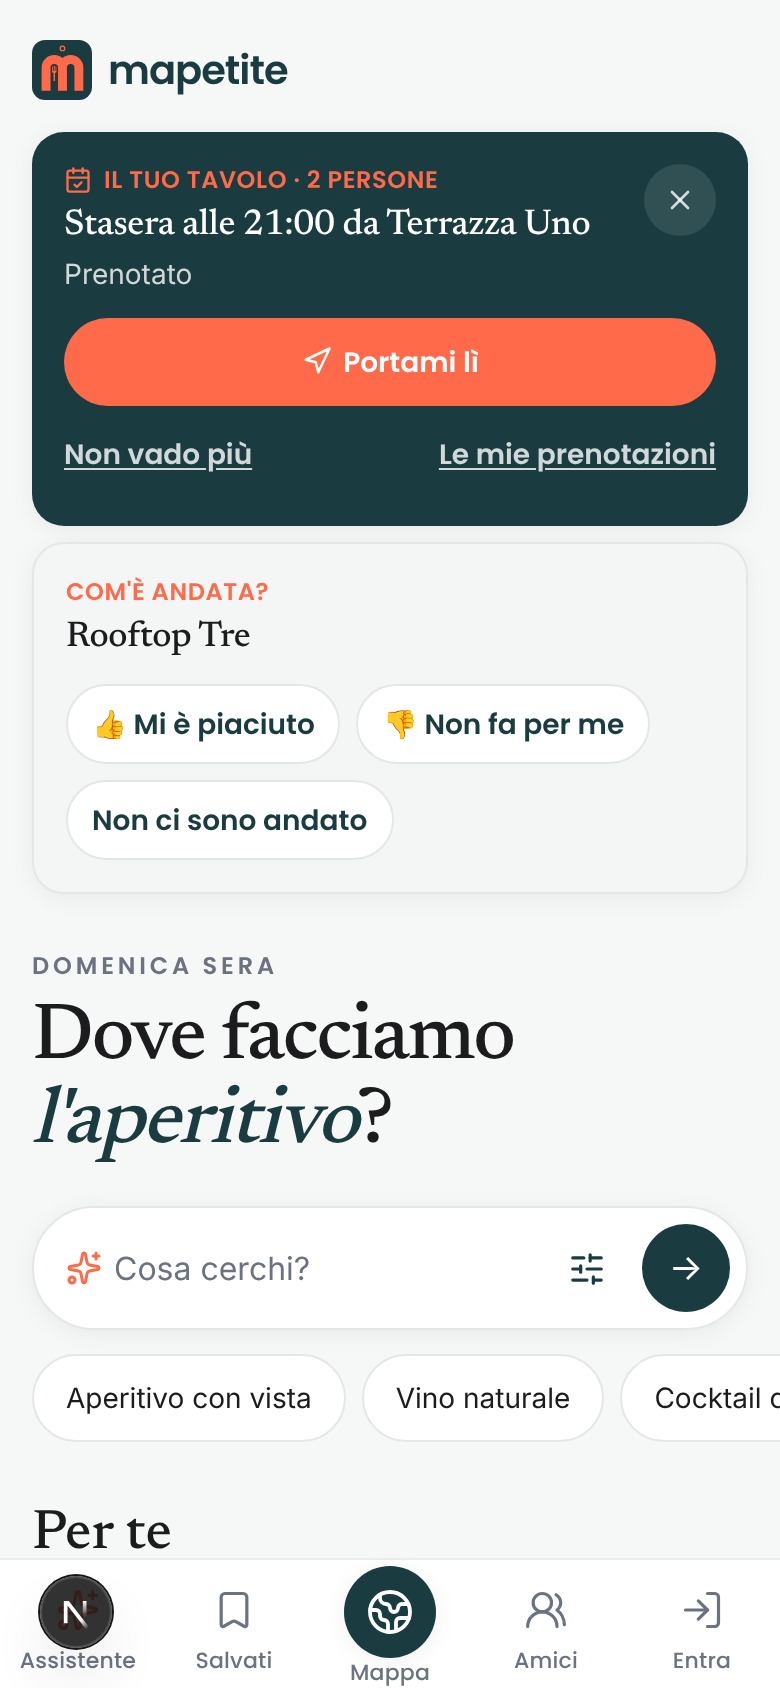 mapetite
IL TUO TAVOLO · 2 PERSONE
Stasera alle 21:00 da Terrazza Uno
Prenotato
Portami lì
Non vado più
Le mie prenotazioni
COM'È ANDATA?
Rooftop Tre
👍 Mi è piaciuto
👎 Non fa per me
Non ci sono andato
DOMENICA SERA
Dove facciamo
l'aperitivo?
Cosa cerchi?
Aperitivo con vista
Vino naturale
Cocktail
Per te
N
Assistente
Salvati
Mappa
Amici
Entra